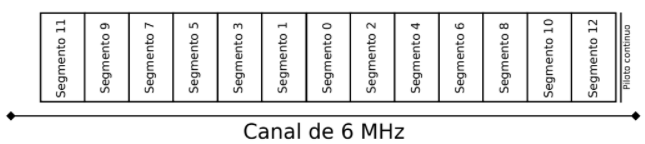 Segmento 11
Segmento 9
Segmento 7
Segmento 5
Segmento 3
Segmento 1
Segmento 0
Segmento 2
Segmento 4
Segmento 6
Segmento 8
Segmento 10
Segmento 12
Piloto continuo
Canal de 6 MHz